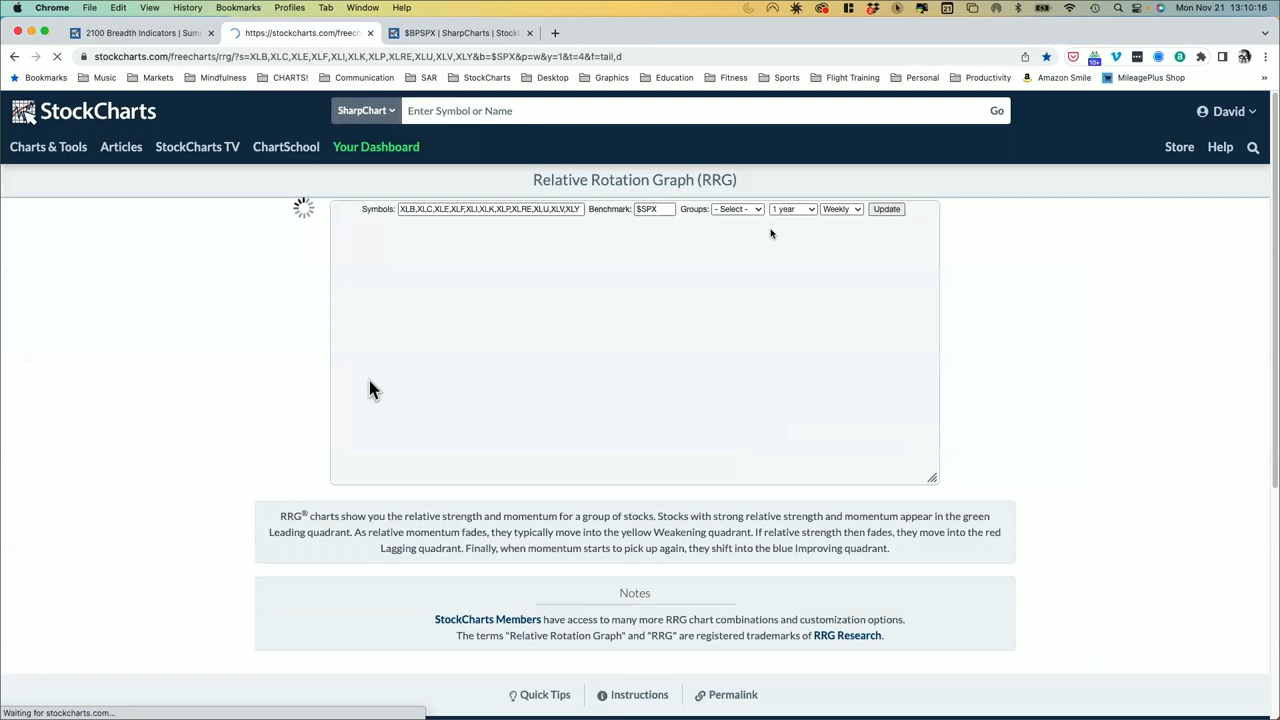 Chrome File Edit View History Bookmarks Profiles Tab Window Help Mon Nov 21 13:10:16
2100 Breadth Indicators | Sum https://stockcharts.com/freech $BPSPX | SharpCharts | Stock
stockcharts.com/freecharts/rrg/?s=XLB,XLC,XLE,XLF,XLI,XLK,XLP,XLRE,XLU,XLV,XLY&b=$SPX&p=w&y=1&t=4&f=tail,d
Bookmarks Music Markets Mindfulness CHARTS! Communication SAR StockCharts Desktop Graphics Education Fitness Sports Flight Training Personal Productivity Amazon Smile MileagePlus Shop »
StockCharts SharpChart Enter Symbol or Name Go David
Charts & Tools Articles StockCharts TV ChartSchool Your Dashboard Store Help
Relative Rotation Graph (RRG)
Symbols: XLB,XLC,XLE,XLF,XLI,XLK,XLP,XLRE,XLU,XLV,XLY Benchmark: $SPX Groups: - Select - 1 year Weekly Update
RRG® charts show you the relative strength and momentum for a group of stocks. Stocks with strong relative strength and momentum appear in the green
Leading quadrant. As relative momentum fades, they typically move into the yellow Weakening quadrant. If relative strength then fades, they move into the red
Lagging quadrant. Finally, when momentum starts to pick up again, they shift into the blue Improving quadrant.
Notes
StockCharts Members have access to many more RRG chart combinations and customization options.
The terms "Relative Rotation Graph" and "RRG" are registered trademarks of RRG Research.
Quick Tips Instructions Permalink
Waiting for stockcharts.com...